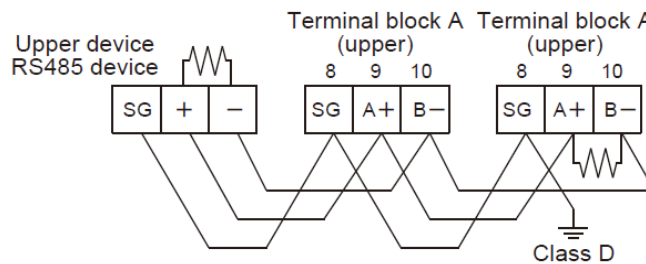 Upper device
RS485 device
Terminal block A
(upper)
8 9 10
Terminal block A
(upper)
8 9 10
SG + −
SG A+ B−
SG A+ B−
Class D